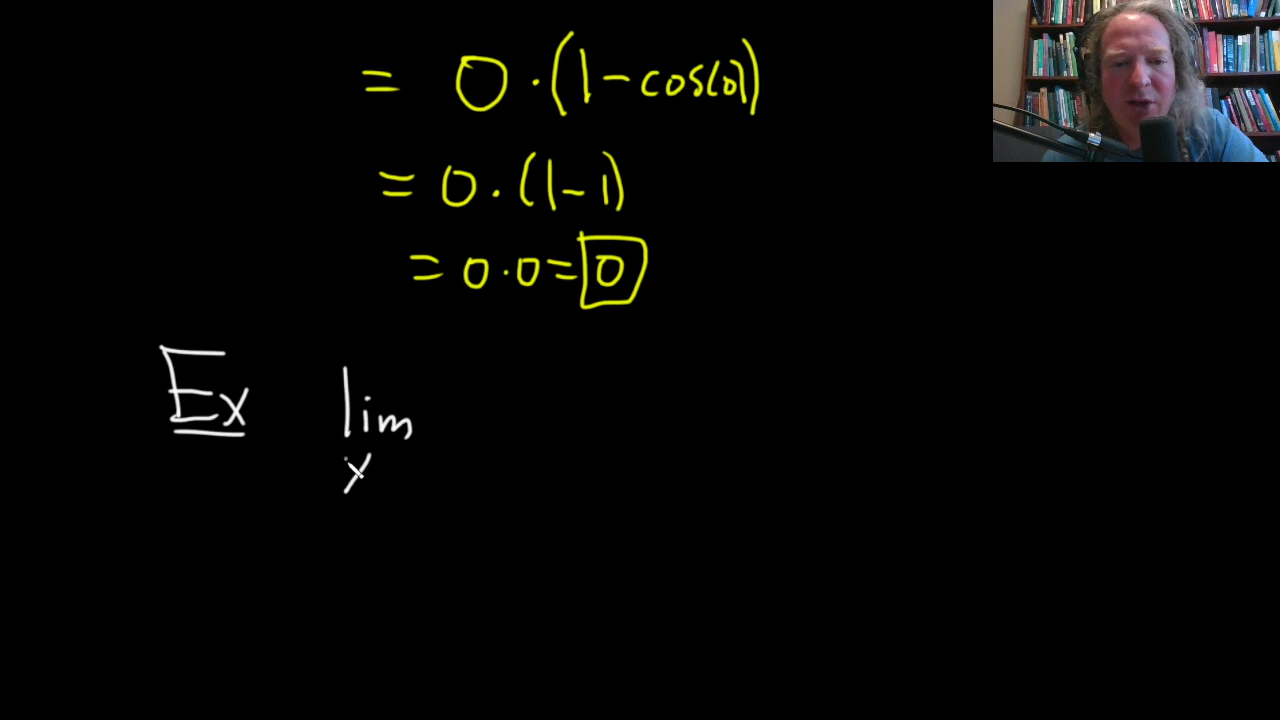 = 0 · (1 - cos(0))
= 0 · (1 - 1)
= 0 · 0 = 0
Ex lim
x